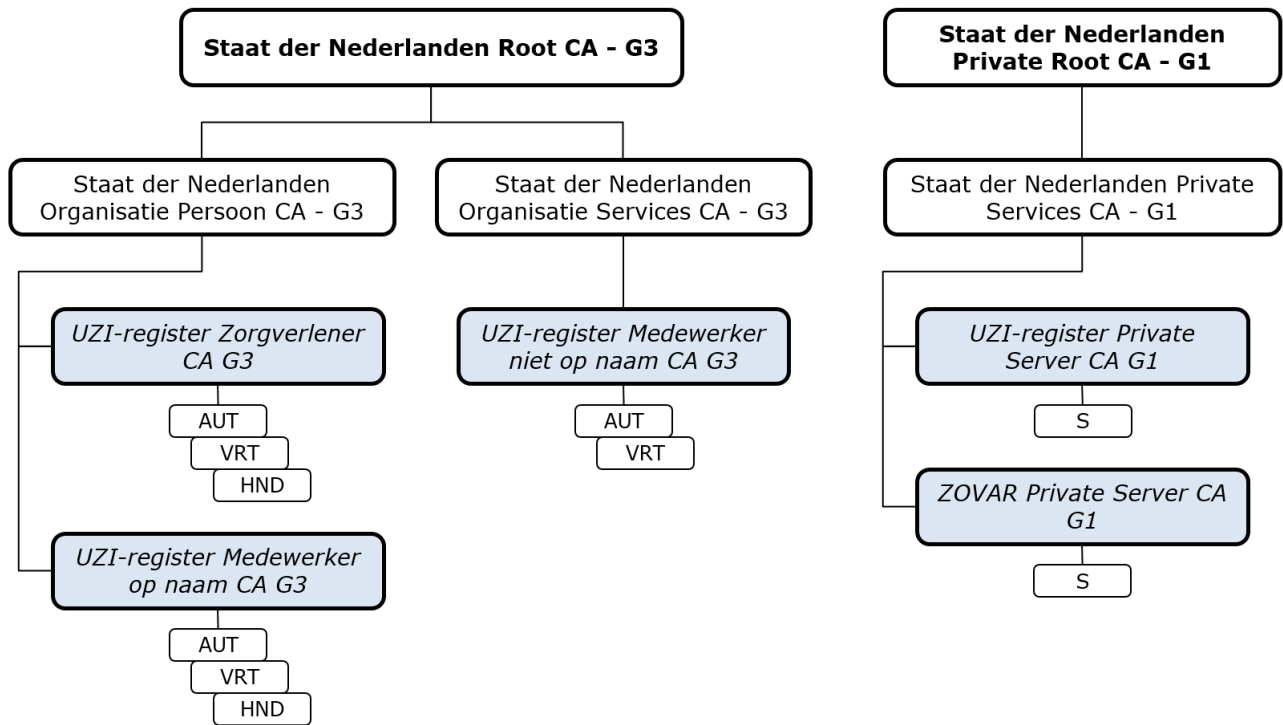 Staat der Nederlanden Root CA - G3
Staat der Nederlanden
Private Root CA - G1
Staat der Nederlanden
Organisatie Persoon CA - G3
Staat der Nederlanden
Organisatie Services CA - G3
Staat der Nederlanden Private
Services CA - G1
UZI-register Zorgverlener
CA G3
AUT
VRT
HND
UZI-register Medewerker
op naam CA G3
AUT
VRT
HND
UZI-register Medewerker
niet op naam CA G3
AUT
VRT
UZI-register Private
Server CA G1
S
ZOVAR Private Server CA
G1
S